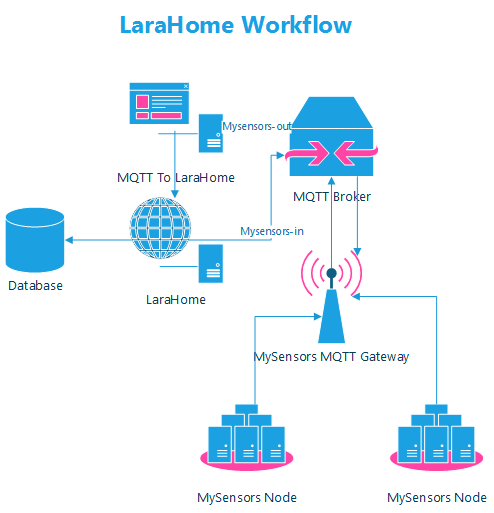 LaraHome Workflow
Mysensors-out
MQTT To LaraHome
MQTT Broker
Mysensors-in
Database
LaraHome
MySensors MQTT Gateway
MySensors Node
MySensors Node